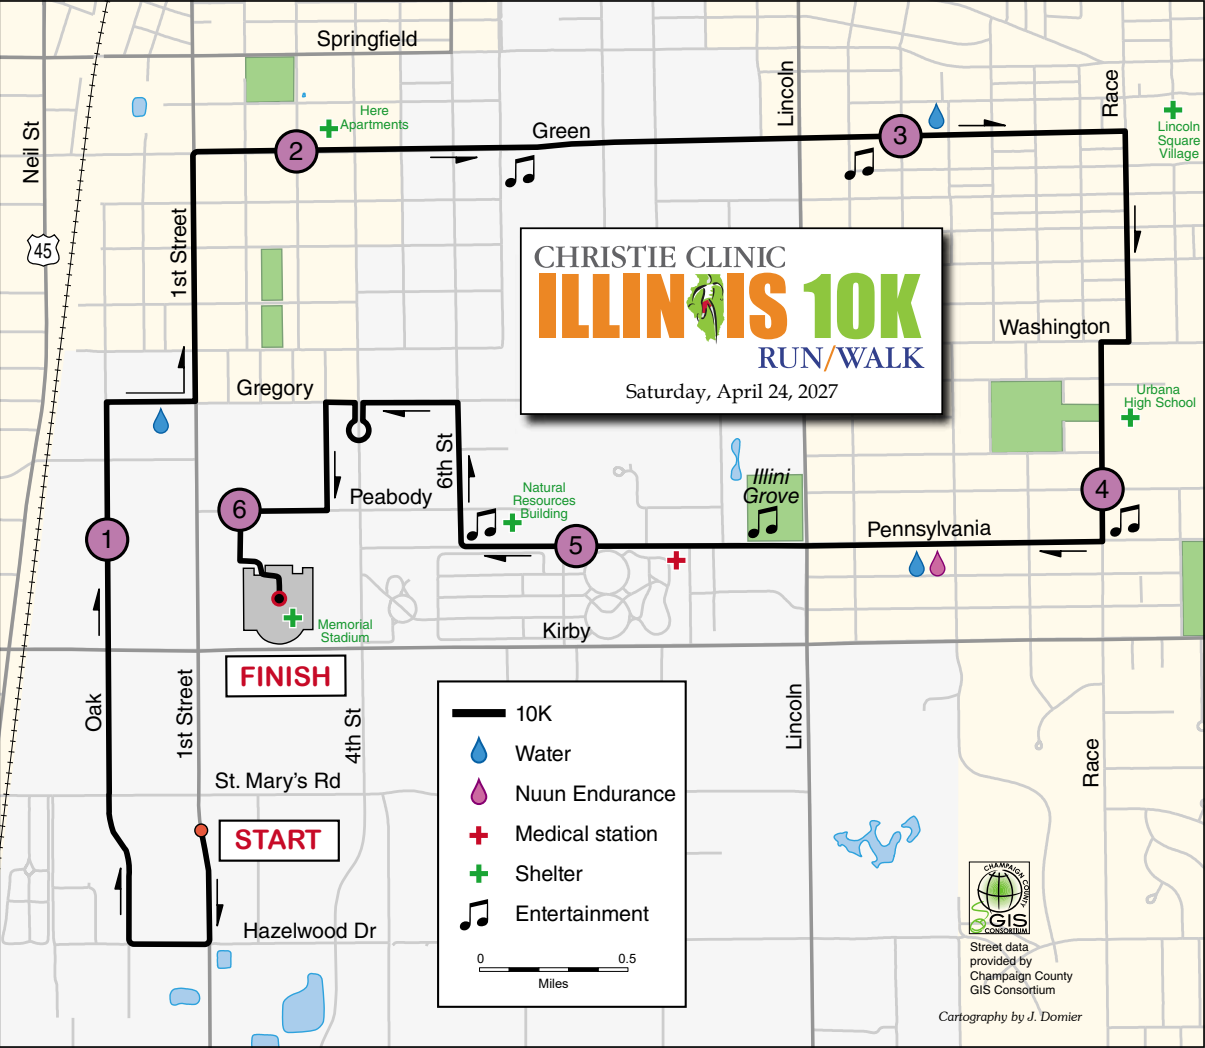 Springfield
Neil St
45
Here
Apartments
Green
Lincoln
Race
Lincoln
Square
Village
2
3
1st Street
CHRISTIE CLINIC
ILLINOIS 10K
RUN/WALK
Saturday, April 24, 2027
Washington
Gregory
Urbana
High School
6th St
Peabody
Natural
Resources
Building
Illini
Grove
Pennsylvania
1
6
5
4
Memorial
Stadium
Kirby
FINISH
Oak
1st Street
4th St
Lincoln
Race
St. Mary's Rd
START
Hazelwood Dr
10K
Water
Nuun Endurance
Medical station
Shelter
Entertainment
0
0.5
Miles
CHAMPAIGN COUNTY
GIS
CONSORTIUM
Street data
provided by
Champaign County
GIS Consortium
Cartography by J. Domier